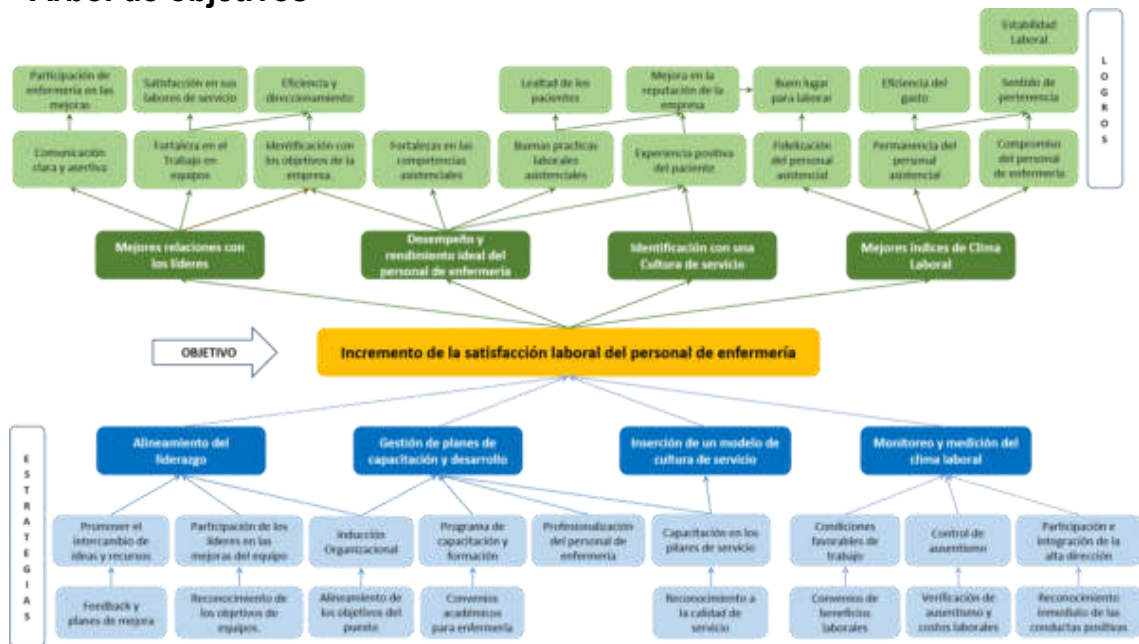 Árbol de objetivos
Estabilidad
Laboral
L
O
G
R
O
S
Participación de
enfermería en las
mejoras
Satisfacción en sus
labores de servicio
Eficiencia y
direccionamiento
Lealtad de los
pacientes
Mejora en la
reputación de la
empresa
Buen lugar
para laborar
Eficiencia del
gasto
Sentido de
pertenencia
Comunicación
clara y asertiva
Fortaleza en el
Trabajo en
equipos
Identificación con
los objetivos de la
empresa
Fortalezas en las
competencias
asistenciales
Buenas practicas
laborales
asistenciales
Experiencia positiva
del paciente
Fidelización
del personal
asistencial
Permanencia del
personal
asistencial
Compromiso
del personal
de enfermería
Mejores relaciones con
los líderes
Desempeño y
rendimiento ideal del
personal de enfermería
Identificación con una
Cultura de servicio
Mejores índices de Clima
Laboral
OBJETIVO
Incremento de la satisfacción laboral del personal de enfermería
E
S
T
R
A
T
E
G
I
A
S
Alineamiento del
liderazgo
Gestión de planes de
capacitación y desarrollo
Inserción de un modelo de
cultura de servicio
Monitoreo y medición del
clima laboral
Promover el
intercambio de
ideas y recursos
Participación de los
líderes en las
mejoras del equipo
Inducción
Organizacional
Programa de
capacitación y
formación
Profesionalización
del personal de
enfermería
Capacitación en los
pilares de servicio
Condiciones
favorables de
trabajo
Control de
ausentismo
Participación e
integración de la
alta dirección
Feedback y
planes de mejora
Reconocimiento de
los objetivos de
equipos.
Alineamiento de
los objetivos del
puesto
Convenios
académicos
para enfermería
Reconocimiento a
la calidad de
servicio
Convenios de
beneficios
laborales
Verificación de
ausentismo y
costos laborales
Reconocimiento
inmediato de las
conductas positivas